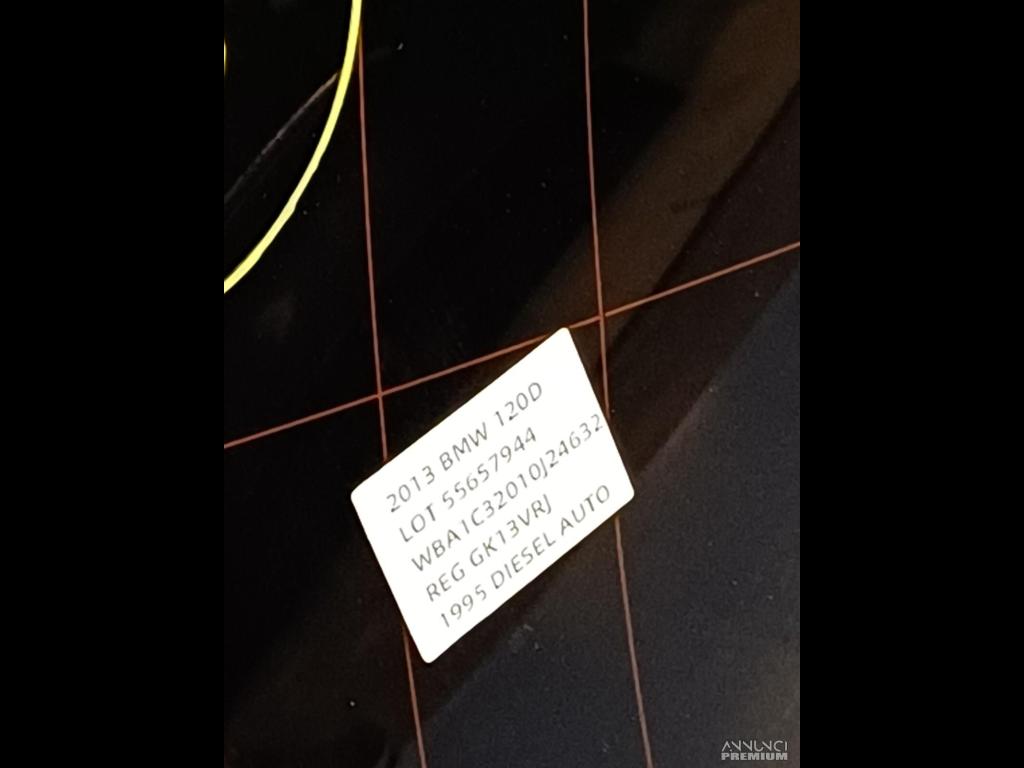 2013 BMW 120D
LOT 55657944
WBA1C32010J24632
REG GK13VRJ
1995 DIESEL AUTO
ANNUNCI
PREMIUM